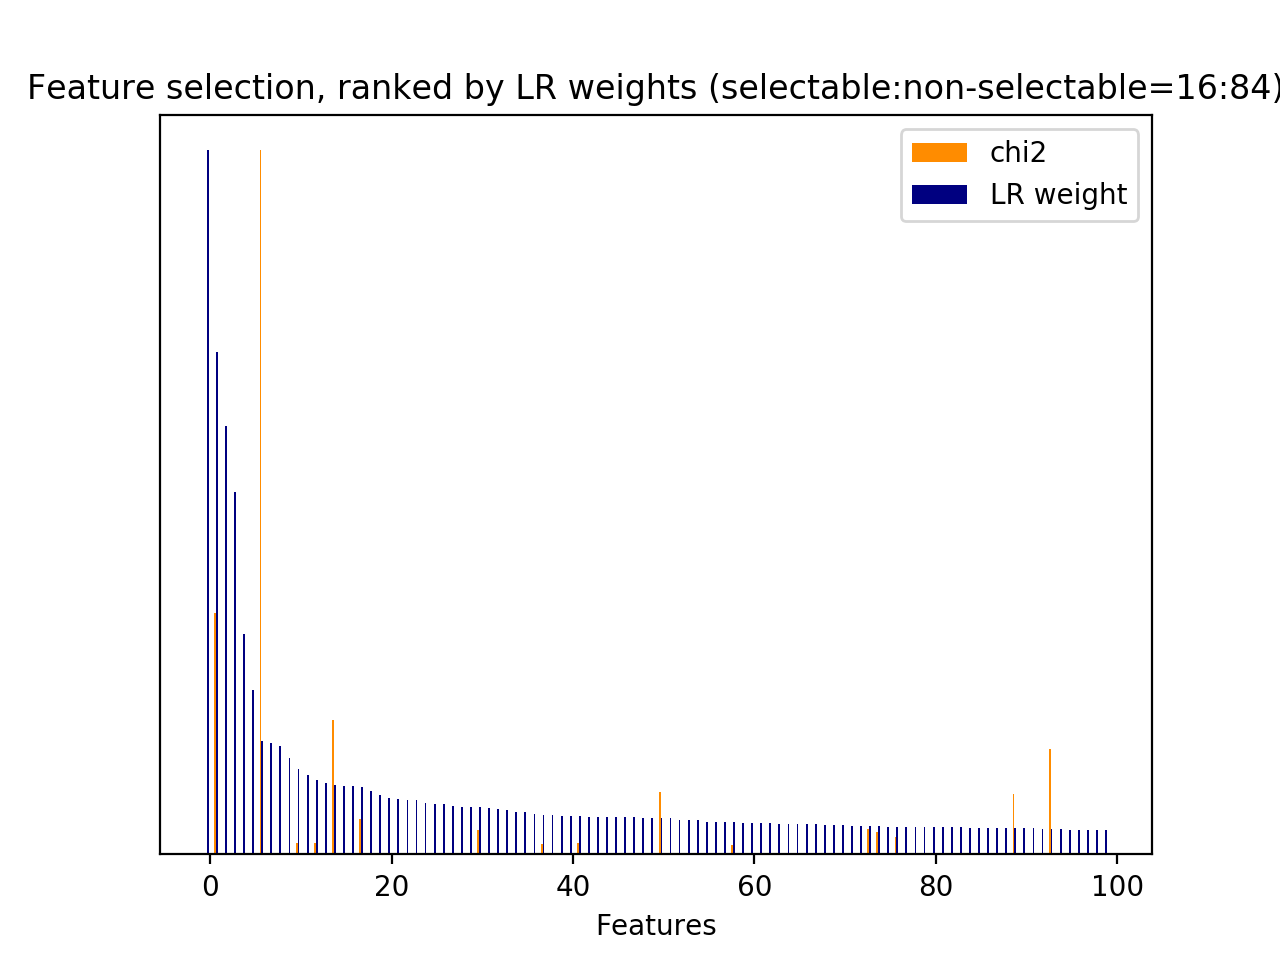 Feature selection, ranked by LR weights (selectable:non-selectable=16:84)
chi2
LR weight
0 20 40 60 80 100
Features